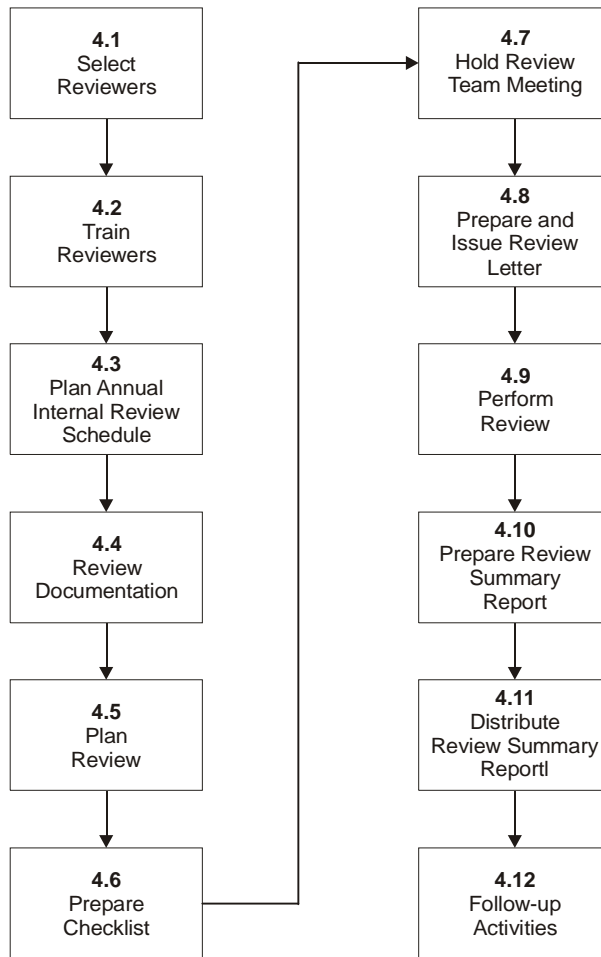 4.1
Select
Reviewers
4.2
Train
Reviewers
4.3
Plan Annual
Internal Review
Schedule
4.4
Review
Documentation
4.5
Plan
Review
4.6
Prepare
Checklist
4.7
Hold Review
Team Meeting
4.8
Prepare and
Issue Review
Letter
4.9
Perform
Review
4.10
Prepare Review
Summary
Report
4.11
Distribute
Review Summary
Reportl
4.12
Follow-up
Activities